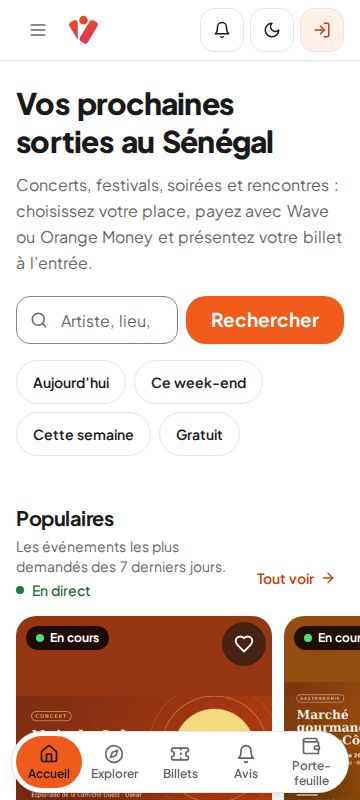 Vos prochaines
sorties au Sénégal
Concerts, festivals, soirées et rencontres :
choisissez votre place, payez avec Wave
ou Orange Money et présentez votre billet
à l’entrée.
Artiste, lieu,
Rechercher
Aujourd’hui
Ce week-end
Cette semaine
Gratuit
Populaires
Les événements les plus
demandés des 7 derniers jours.
En direct
Tout voir
En cours
En cour
CONCERT
GASTRONOMIE
Marché
gourmand
Esplanade de la Corniche Ouest · Dakar
Accueil
Explorer
Billets
Avis
Porte-
feuille